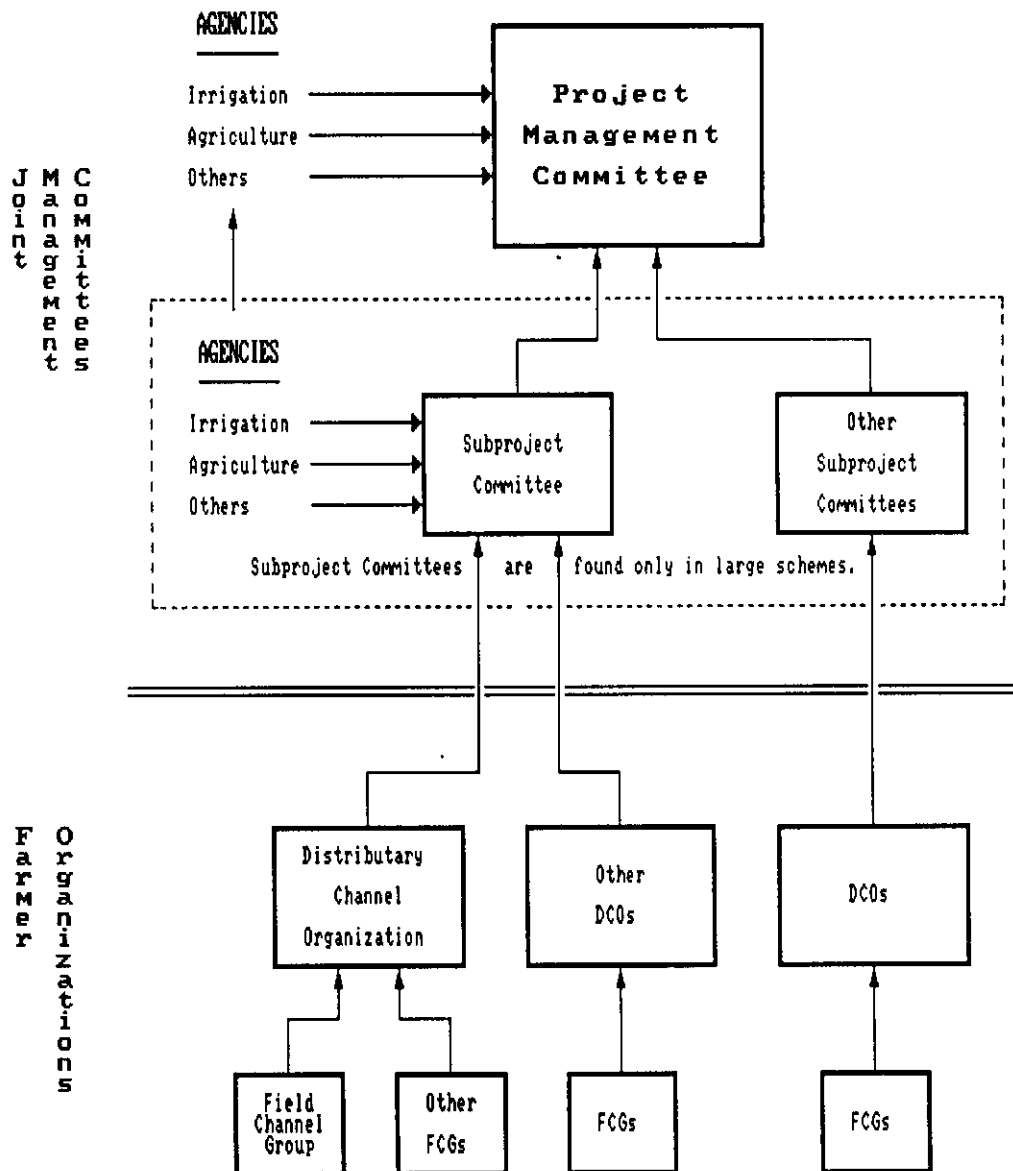 AGENCIES
Irrigation
Agriculture
Others
Project
Management
Committee
Joint
Management
Committees
AGENCIES
Irrigation
Agriculture
Others
Subproject
Committee
Other
Subproject
Committees
Subproject Committees are found only in large schemes.
Farmer
Organizations
Distributary
Channel
Organization
Other
DCOs
DCOs
Field
Channel
Group
Other
FCGs
FCGs
FCGs